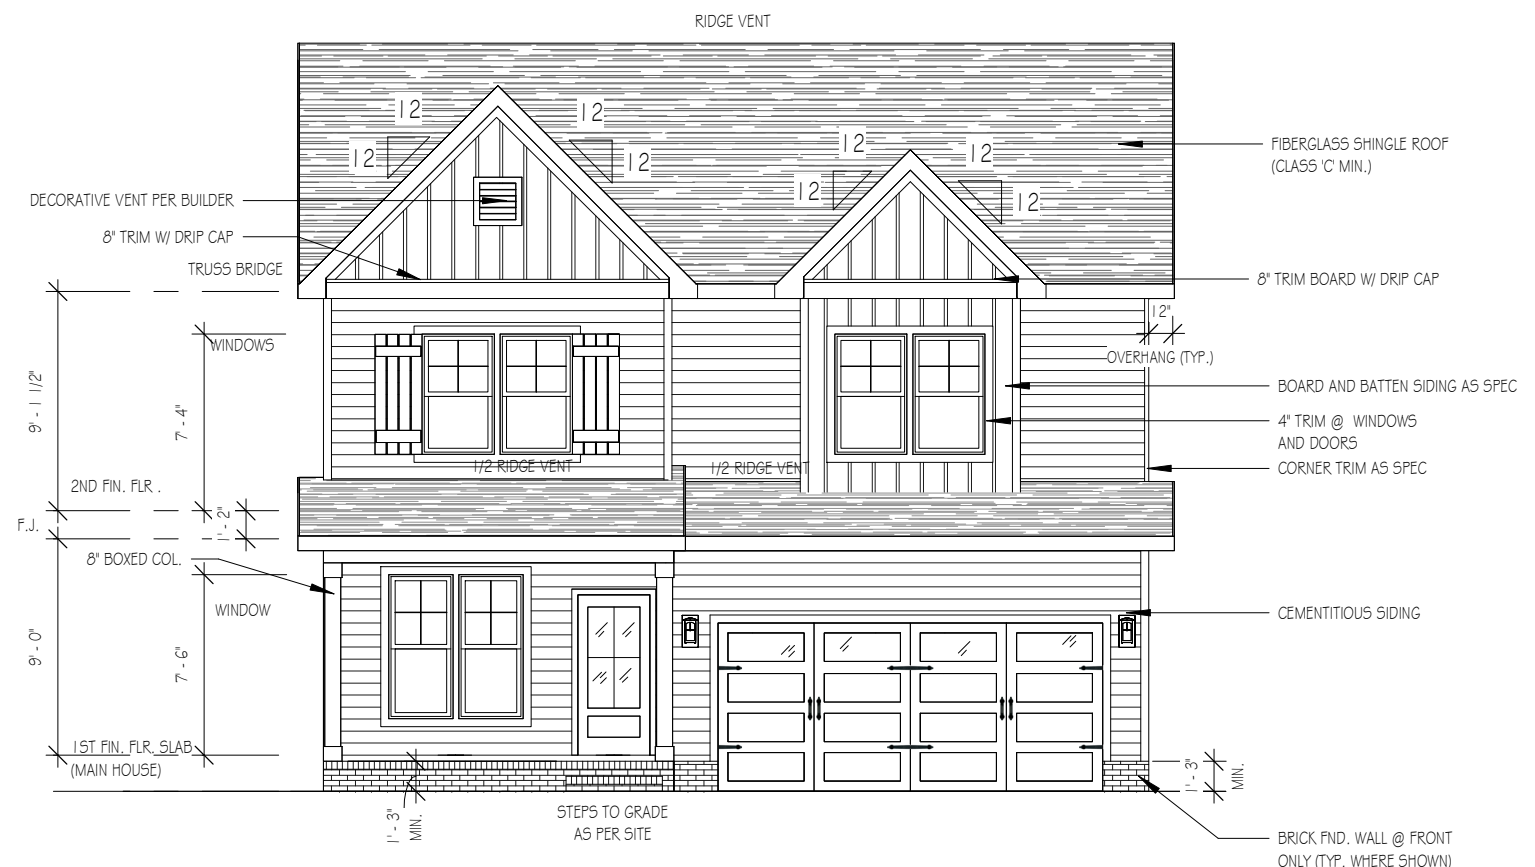 RIDGE VENT
12
12
12
12
12
12
12
12
FIBERGLASS SHINGLE ROOF
(CLASS 'C' MIN.)
DECORATIVE VENT PER BUILDER
8" TRIM W/ DRIP CAP
TRUSS BRIDGE
8" TRIM BOARD W/ DRIP CAP
12"
OVERHANG (TYP.)
WINDOWS
9' - 1 1/2"
7' - 4"
BOARD AND BATTEN SIDING AS SPEC
4" TRIM @ WINDOWS
AND DOORS
CORNER TRIM AS SPEC
1/2 RIDGE VENT
1/2 RIDGE VENT
2ND FIN. FLR .
F.J.
1' - 2"
8" BOXED COL.
WINDOW
9' - 0"
7' - 6"
CEMENTITIOUS SIDING
1ST FIN. FLR. SLAB
(MAIN HOUSE)
1' - 3"
MIN.
1' - 3"
MIN.
STEPS TO GRADE
AS PER SITE
BRICK FND. WALL @ FRONT
ONLY (TYP. WHERE SHOWN)